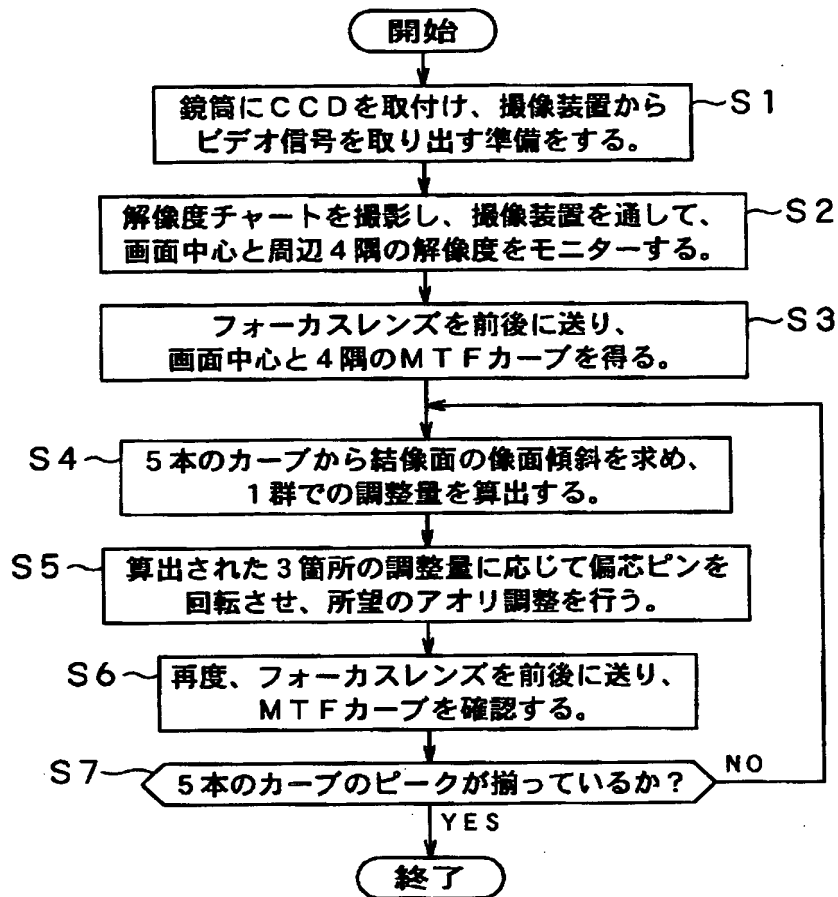 開始
鏡筒にCCDを取付け、撮像装置から
ビデオ信号を取り出す準備をする。
S1
解像度チャートを撮影し、撮像装置を通して、
画面中心と周辺4隅の解像度をモニターする。
S2
フォーカスレンズを前後に送り、
画面中心と4隅のMTFカーブを得る。
S3
S4
5本のカーブから結像面の像面傾斜を求め、
1群での調整量を算出する。
S5
算出された3箇所の調整量に応じて偏芯ピンを
回転させ、所望のアオリ調整を行う。
S6
再度、フォーカスレンズを前後に送り、
MTFカーブを確認する。
S7
5本のカーブのピークが揃っているか?
NO
YES
終了